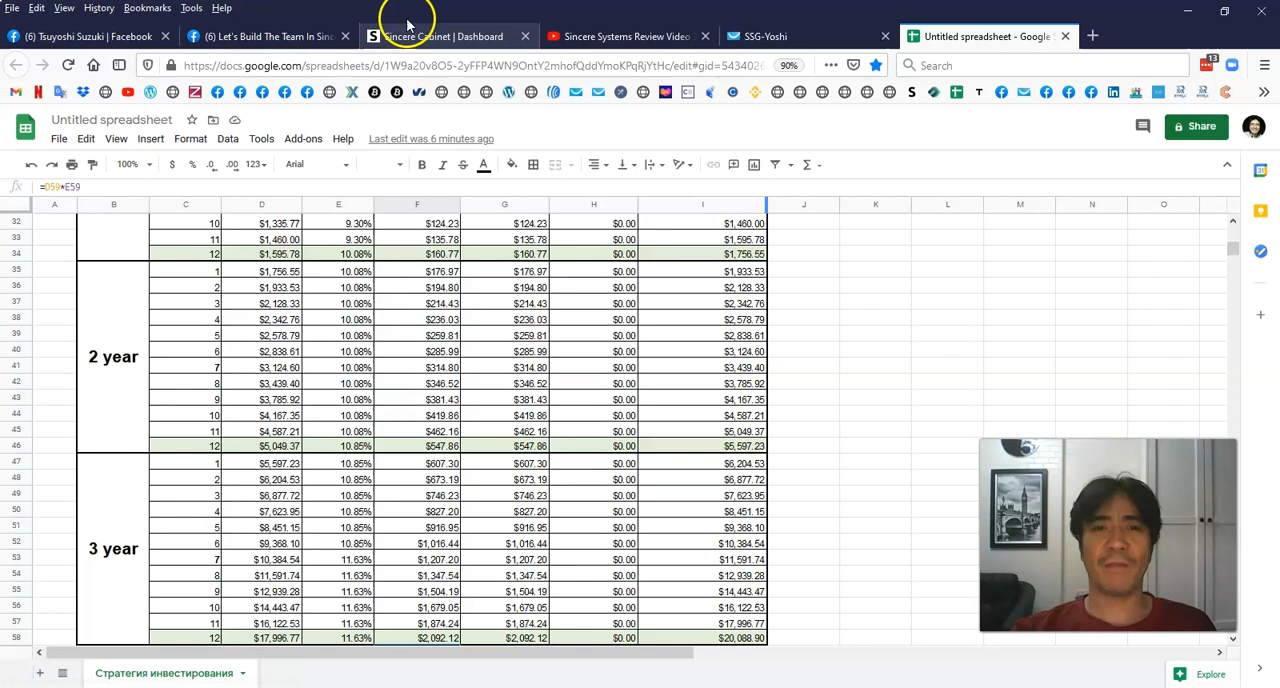 File Edit View History Bookmarks Tools Help
(6) Tsuyoshi Suzuki | Facebook
(6) Let's Build The Team In Sinc
Sincere Cabinet | Dashboard
Sincere Systems Review Video
SSG-Yoshi
Untitled spreadsheet - Google S
https://docs.google.com/spreadsheets/d/1W9a20v8O5-2yFFP4WN9OntY2mhofQddYmoKPqRjYtHc/edit#gid=5434026
90%
Search
13
Untitled spreadsheet
File Edit View Insert Format Data Tools Add-ons Help
Last edit was 6 minutes ago
Share
100% $ % .0 .00 123 Arial
fx =D59*E59
A B C D E F G H I J K L M N O
32 10 $1,335.77 9.30% $124.23 $124.23 $0.00 $1,460.00
33 11 $1,460.00 9.30% $135.78 $135.78 $0.00 $1,595.78
34 12 $1,595.78 10.08% $160.77 $160.77 $0.00 $1,756.55
35 1 $1,756.55 10.08% $176.97 $176.97 $0.00 $1,933.53
36 2 $1,933.53 10.08% $194.80 $194.80 $0.00 $2,128.33
37 3 $2,128.33 10.08% $214.43 $214.43 $0.00 $2,342.76
38 4 $2,342.76 10.08% $236.03 $236.03 $0.00 $2,578.79
39 5 $2,578.79 10.08% $259.81 $259.81 $0.00 $2,838.61
40 6 $2,838.61 10.08% $285.99 $285.99 $0.00 $3,124.60
2 year
41 7 $3,124.60 10.08% $314.80 $314.80 $0.00 $3,439.40
42 8 $3,439.40 10.08% $346.52 $346.52 $0.00 $3,785.92
43 9 $3,785.92 10.08% $381.43 $381.43 $0.00 $4,167.35
44 10 $4,167.35 10.08% $419.86 $419.86 $0.00 $4,587.21
45 11 $4,587.21 10.08% $462.16 $462.16 $0.00 $5,049.37
46 12 $5,049.37 10.85% $547.86 $547.86 $0.00 $5,597.23
47 1 $5,597.23 10.85% $607.30 $607.30 $0.00 $6,204.53
48 2 $6,204.53 10.85% $673.19 $673.19 $0.00 $6,877.72
49 3 $6,877.72 10.85% $746.23 $746.23 $0.00 $7,623.95
50 4 $7,623.95 10.85% $827.20 $827.20 $0.00 $8,451.15
51 5 $8,451.15 10.85% $916.95 $916.95 $0.00 $9,368.10
52 6 $9,368.10 10.85% $1,016.44 $1,016.44 $0.00 $10,384.54
3 year
53 7 $10,384.54 11.63% $1,207.20 $1,207.20 $0.00 $11,591.74
54 8 $11,591.74 11.63% $1,347.54 $1,347.54 $0.00 $12,939.28
55 9 $12,939.28 11.63% $1,504.19 $1,504.19 $0.00 $14,443.47
56 10 $14,443.47 11.63% $1,679.05 $1,679.05 $0.00 $16,122.53
57 11 $16,122.53 11.63% $1,874.24 $1,874.24 $0.00 $17,996.77
58 12 $17,996.77 11.63% $2,092.12 $2,092.12 $0.00 $20,088.90
Стратегия инвестирования
Explore